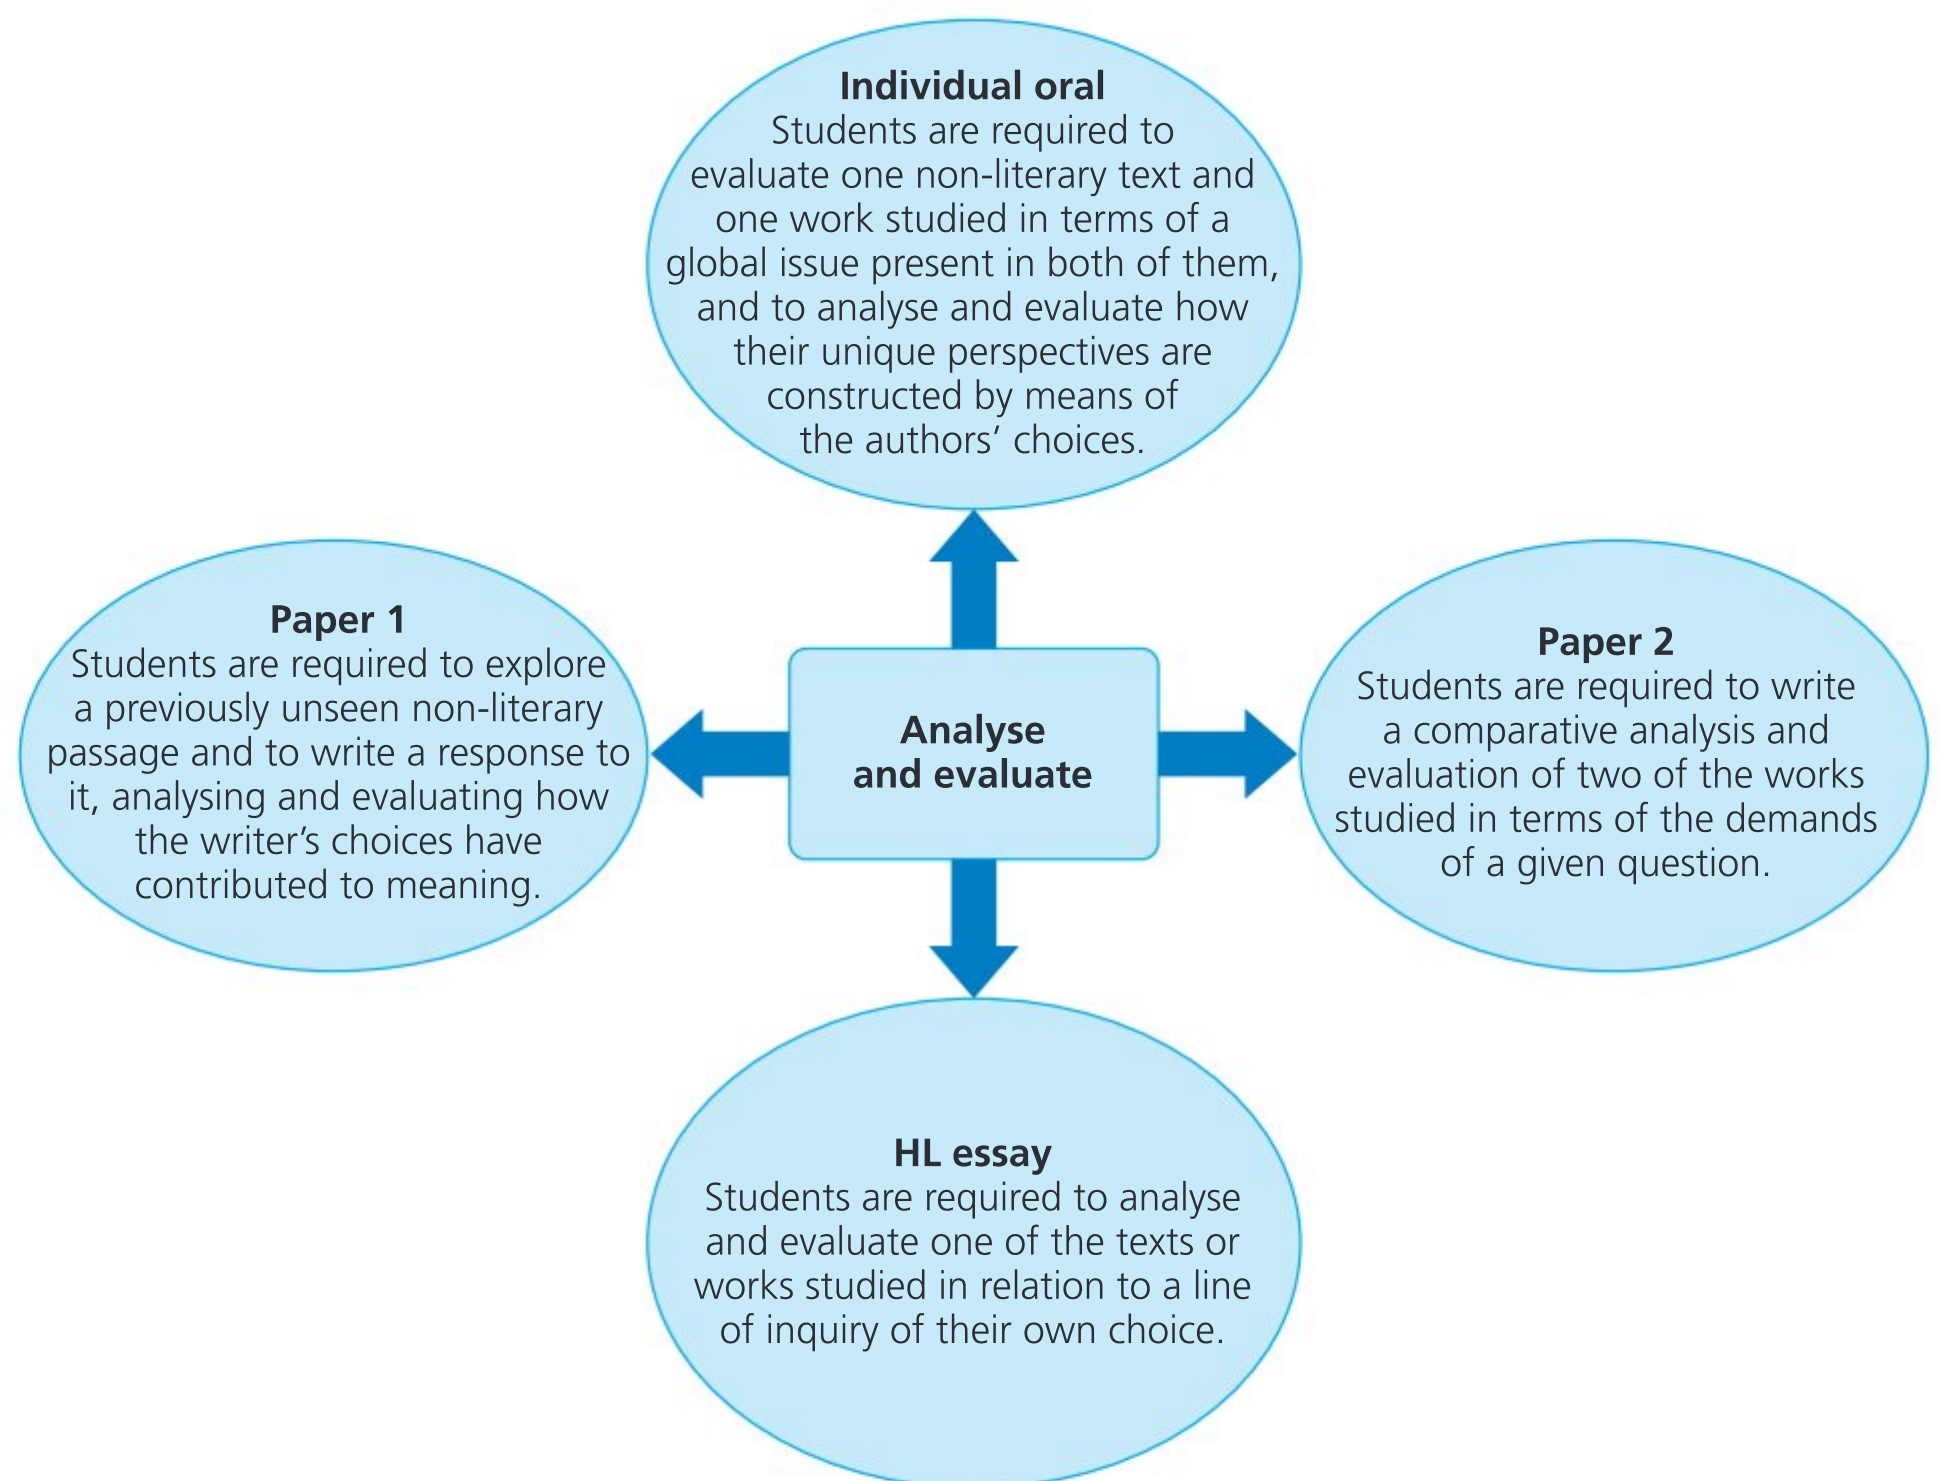 Individual oral
Students are required to
evaluate one non-literary text and
one work studied in terms of a
global issue present in both of them,
and to analyse and evaluate how
their unique perspectives are
constructed by means of
the authors’ choices.
Paper 1
Students are required to explore
a previously unseen non-literary
passage and to write a response to
it, analysing and evaluating how
the writer’s choices have
contributed to meaning.
Analyse
and evaluate
Paper 2
Students are required to write
a comparative analysis and
evaluation of two of the works
studied in terms of the demands
of a given question.
HL essay
Students are required to analyse
and evaluate one of the texts or
works studied in relation to a line
of inquiry of their own choice.